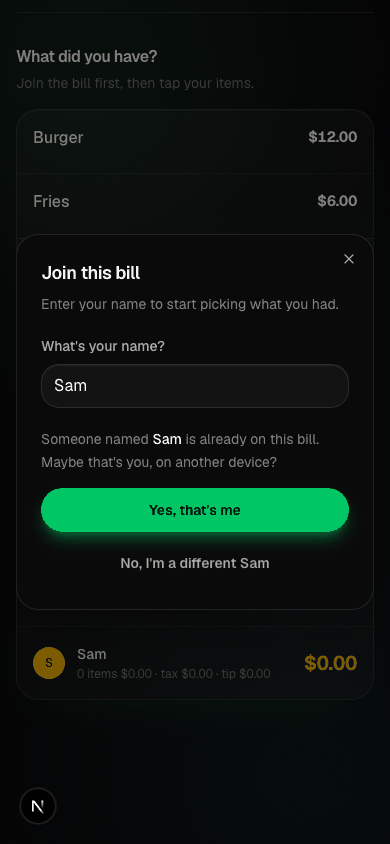 What did you have?
Join the bill first, then tap your items.
Burger $12.00
Fries $6.00
Join this bill
Enter your name to start picking what you had.
What's your name?
Sam
Someone named Sam is already on this bill.
Maybe that's you, on another device?
Yes, that's me
No, I'm a different Sam
S Sam $0.00
0 items $0.00 · tax $0.00 · tip $0.00
N